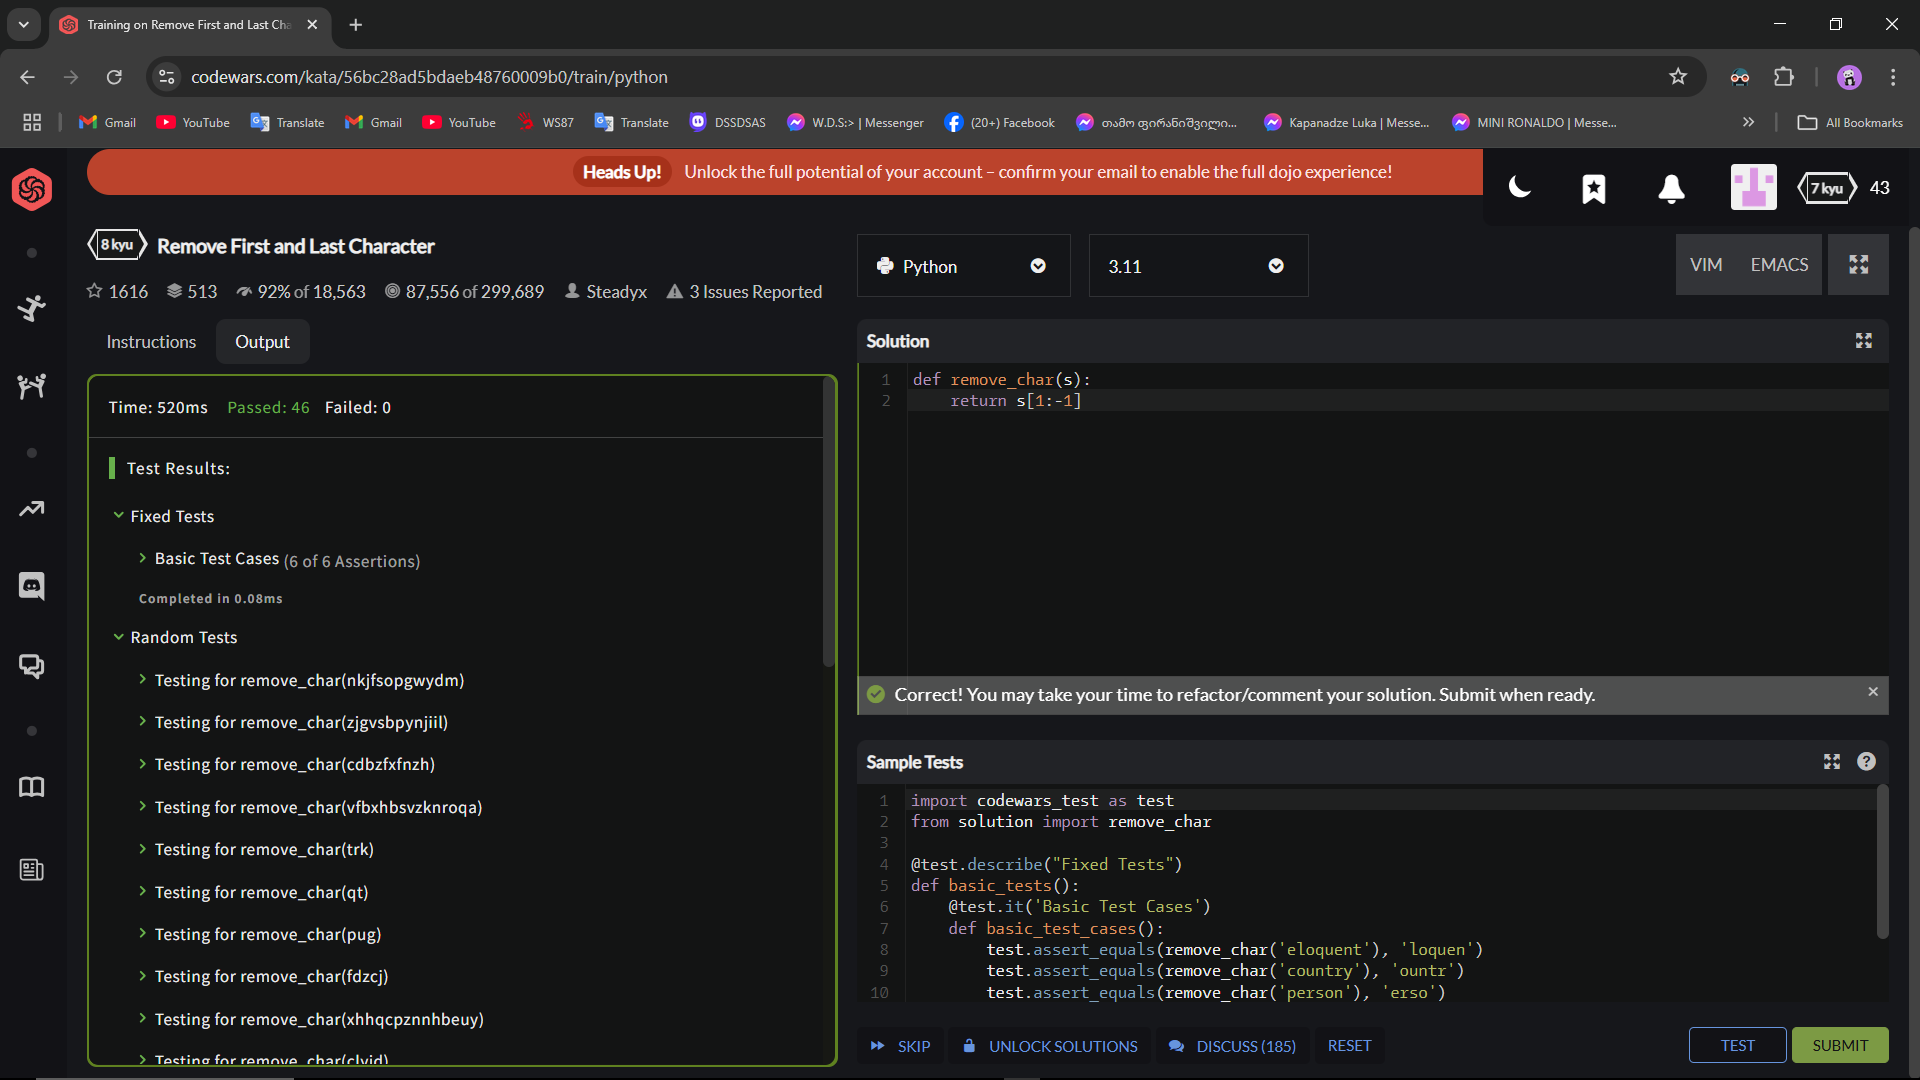 Training on Remove First and Last Cha
codewars.com/kata/56bc28ad5bdaeb48760009b0/train/python
Gmail
YouTube
Translate
Gmail
YouTube
WS87
Translate
DSSDSAS
W.D.S:> | Messenger
(20+) Facebook
თამო ფირანიშვილი...
Kapanadze Luka | Messe...
MINI RONALDO | Messe...
All Bookmarks
Heads Up! Unlock the full potential of your account – confirm your email to enable the full dojo experience!
7 kyu 43
8 kyu Remove First and Last Character
1616 513 92% of 18,563 87,556 of 299,689 Steadyx 3 Issues Reported
Instructions
Output
Time: 520ms Passed: 46 Failed: 0
Test Results:
Fixed Tests
Basic Test Cases (6 of 6 Assertions)
Completed in 0.08ms
Random Tests
Testing for remove_char(nkjfsopgwydm)
Testing for remove_char(zjgvsbpynjiil)
Testing for remove_char(cdbzfxfnzh)
Testing for remove_char(vfbxhbsvzknroqa)
Testing for remove_char(trk)
Testing for remove_char(qt)
Testing for remove_char(pug)
Testing for remove_char(fdzcj)
Testing for remove_char(xhhqcpznnhbeuy)
Testing for remove_char(clvid)
Python
3.11
VIM
EMACS
Solution
1 def remove_char(s):
2 return s[1:-1]
Correct! You may take your time to refactor/comment your solution. Submit when ready.
Sample Tests
1 import codewars_test as test
2 from solution import remove_char
3
4 @test.describe("Fixed Tests")
5 def basic_tests():
6 @test.it('Basic Test Cases')
7 def basic_test_cases():
8 test.assert_equals(remove_char('eloquent'), 'loquen')
9 test.assert_equals(remove_char('country'), 'ountr')
10 test.assert_equals(remove_char('person'), 'erso')
SKIP
UNLOCK SOLUTIONS
DISCUSS (185)
RESET
TEST
SUBMIT